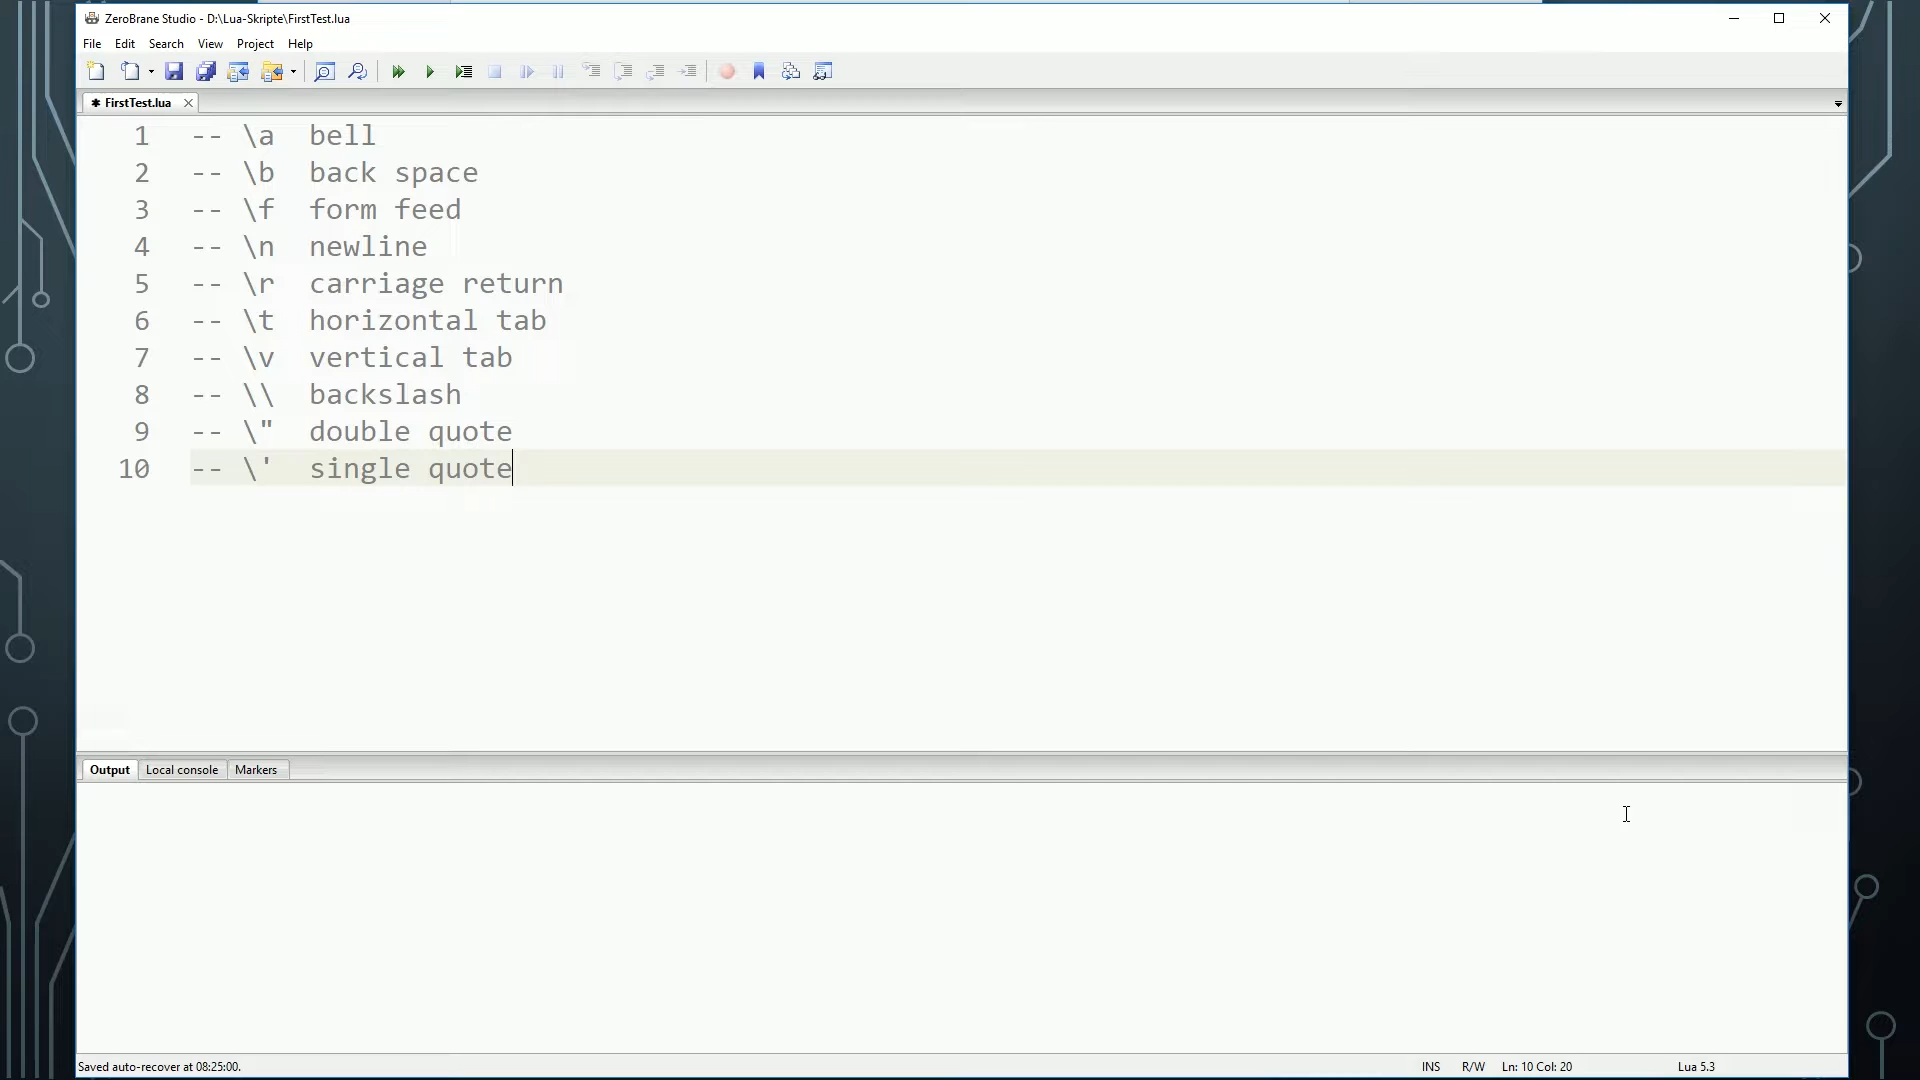 ZeroBrane Studio - D:\Lua-Skripte\FirstTest.lua
File Edit Search View Project Help
✱ FirstTest.lua
1 -- \a  bell
2 -- \b  back space
3 -- \f  form feed
4 -- \n  newline
5 -- \r  carriage return
6 -- \t  horizontal tab
7 -- \v  vertical tab
8 -- \\  backslash
9 -- \"  double quote
10 -- \'  single quote
Output Local console Markers
Saved auto-recover at 08:25:00. INS R/W Ln: 10 Col: 20 Lua 5.3